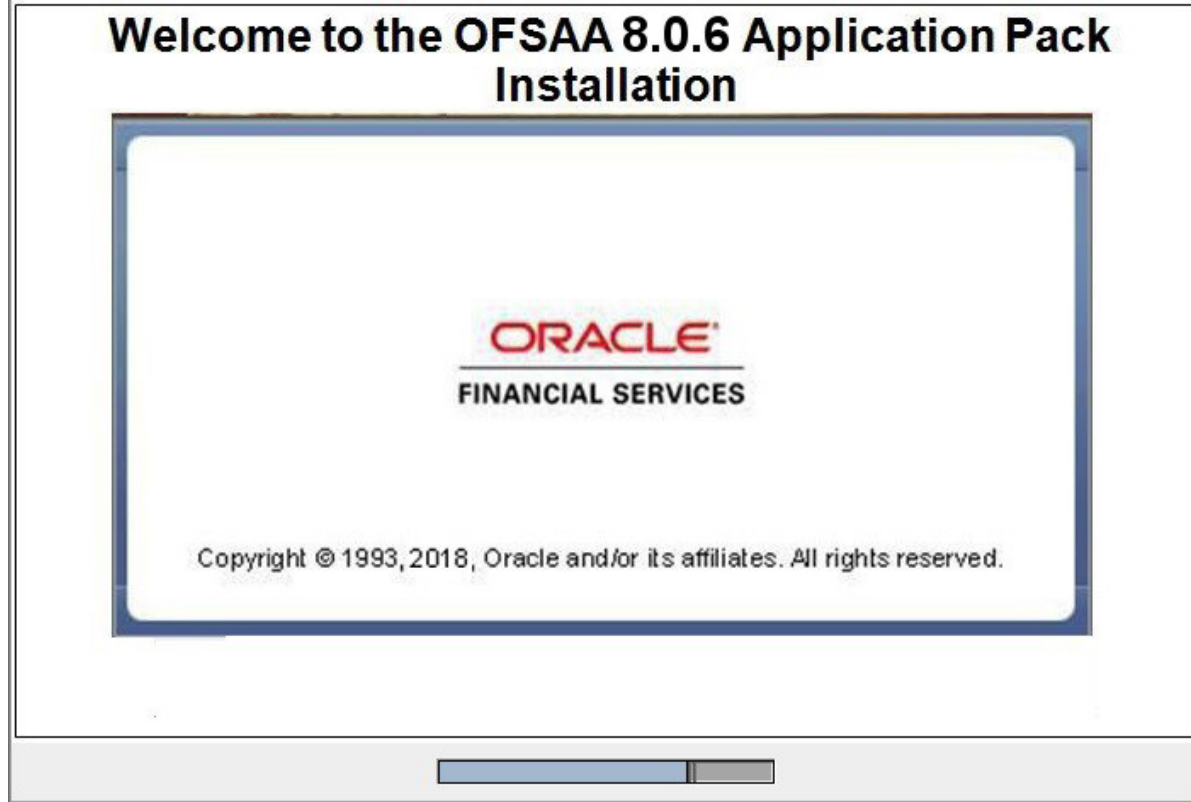 Welcome to the OFSAA 8.0.6 Application Pack
Installation
ORACLE®
FINANCIAL SERVICES
Copyright © 1993, 2018, Oracle and/or its affiliates. All rights reserved.